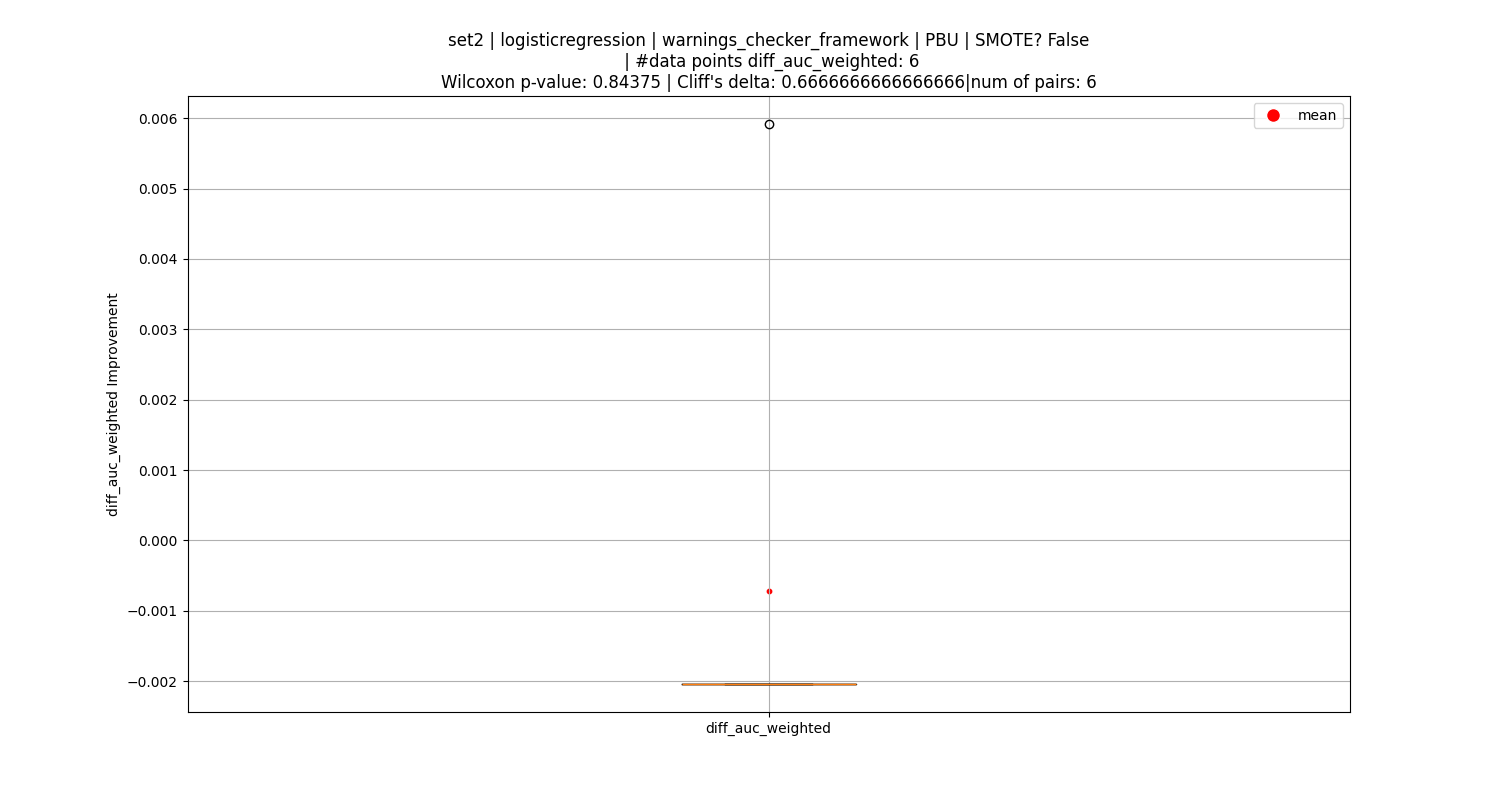 set2 | logisticregression | warnings_checker_framework | PBU | SMOTE? False
| #data points diff_auc_weighted: 6
Wilcoxon p-value: 0.84375 | Cliff's delta: 0.6666666666666666|num of pairs: 6
mean
0.006
0.005
0.004
0.003
0.002
0.001
0.000
−0.001
−0.002
diff_auc_weighted Improvement
diff_auc_weighted